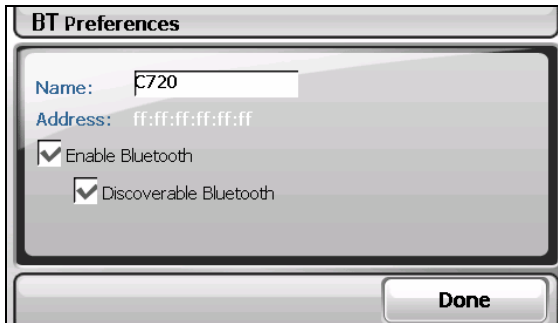 BT Preferences
Name: C720
Address: ff:ff:ff:ff:ff:ff
Enable Bluetooth
Discoverable Bluetooth
Done